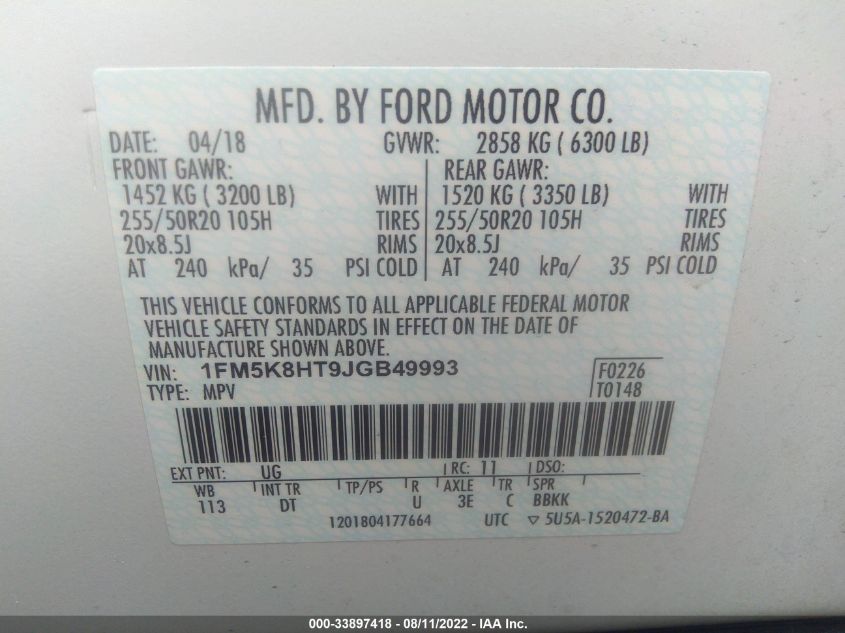 MFD. BY FORD MOTOR CO.
DATE: 04/18 GVWR: 2858 KG ( 6300 LB)
FRONT GAWR: REAR GAWR:
1452 KG ( 3200 LB) WITH 1520 KG ( 3350 LB) WITH
255/50R20 105H TIRES 255/50R20 105H TIRES
20x8.5J RIMS 20x8.5J RIMS
AT 240 kPa/ 35 PSI COLD AT 240 kPa/ 35 PSI COLD
THIS VEHICLE CONFORMS TO ALL APPLICABLE FEDERAL MOTOR
VEHICLE SAFETY STANDARDS IN EFFECT ON THE DATE OF
MANUFACTURE SHOWN ABOVE.
VIN: 1FM5K8HT9JGB49993 F0226
TYPE: MPV T0148
EXT PNT: UG RC: 11 DSO:
WB INT TR TP/PS R AXLE TR SPR
113 DT U 3E C BBKK
1201804177664 UTC ▽ 5U5A-1520472-BA
000-33897418 - 08/11/2022 - IAA Inc.